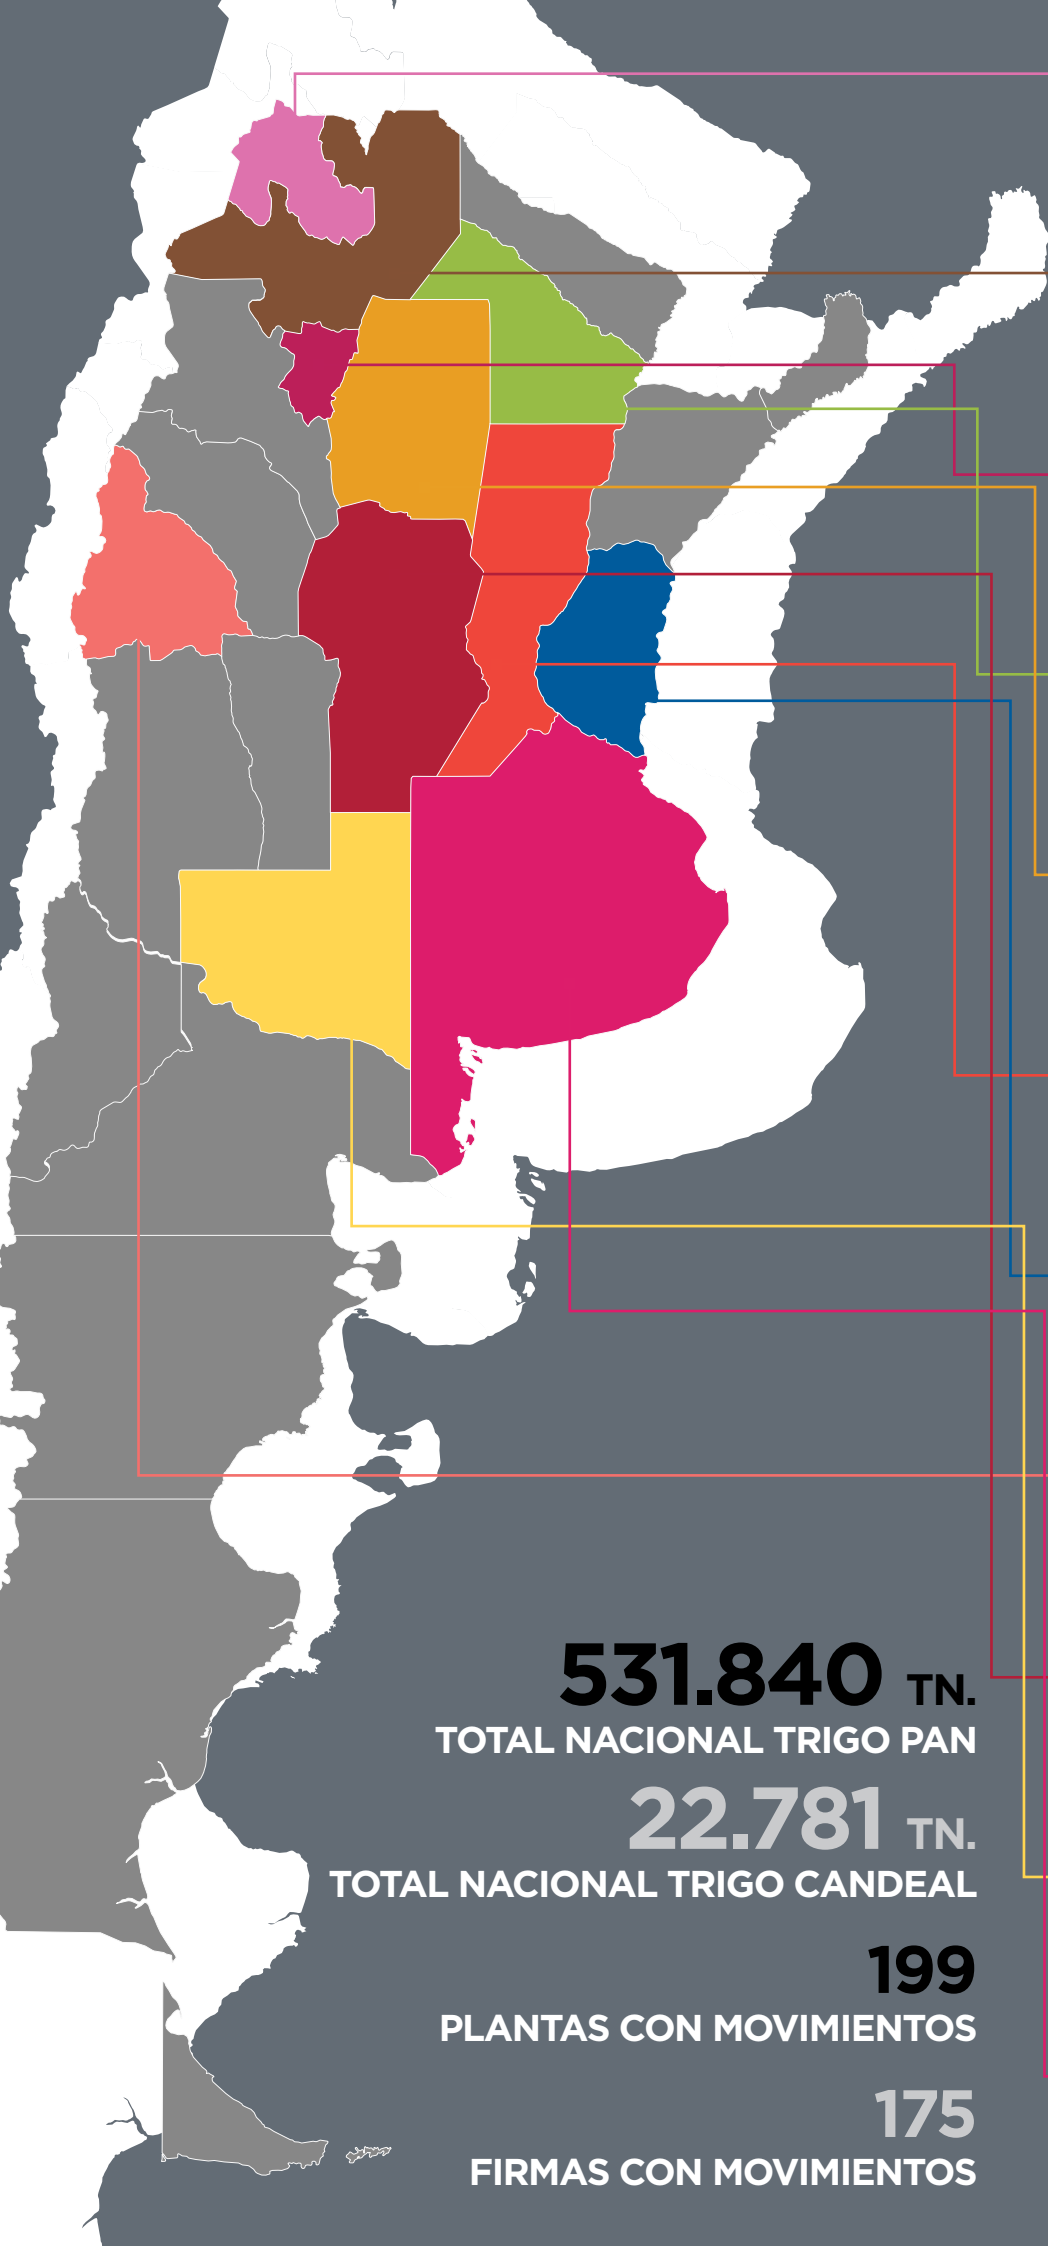 531.840 TN.
TOTAL NACIONAL TRIGO PAN
22.781 TN.
TOTAL NACIONAL TRIGO CANDEAL
199
PLANTAS CON MOVIMIENTOS
175
FIRMAS CON MOVIMIENTOS